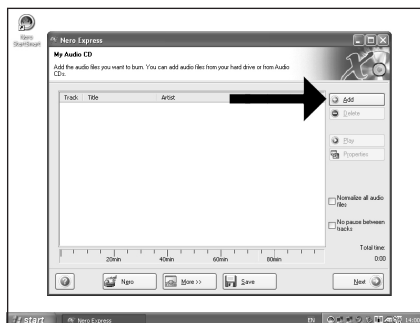 Nero
StartSmart
Nero Express
My Audio CD
Add the audio files you want to burn. You can add audio files from your hard drive or from Audio
CDs.
Track Title Artist
Add
Delete
Play
Properties
Normalize all audio
files
No pause between
tracks
Total time:
20min 40min 60min 80min 0:00
Nero More >> Save Next
start Nero Express EN 14:00